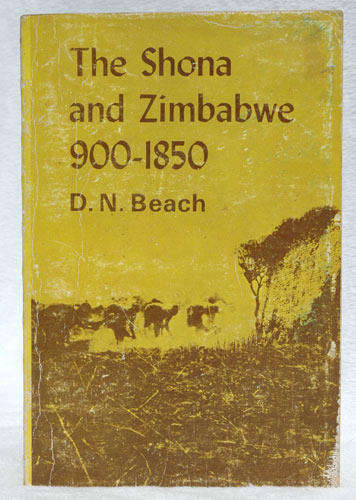 The Shona
and Zimbabwe
900-1850
D. N. Beach